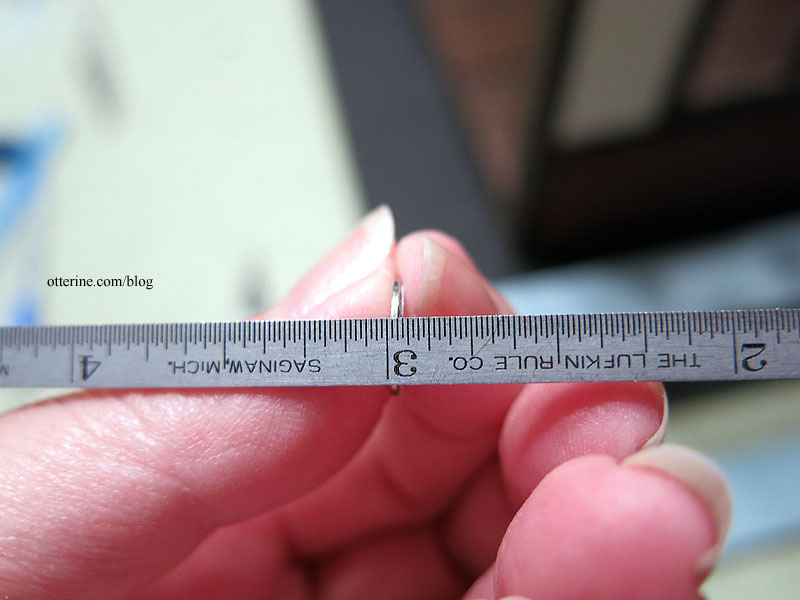 otterine.com/blog
2 THE LUFKIN RULE CO. 3 SAGINAW, MICH. 4 M